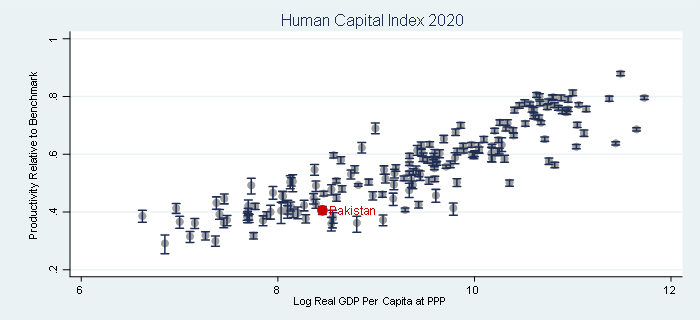 Human Capital Index 2020
Productivity Relative to Benchmark
1
.8
.6
.4
.2
Pakistan
6
8
10
12
Log Real GDP Per Capita at PPP